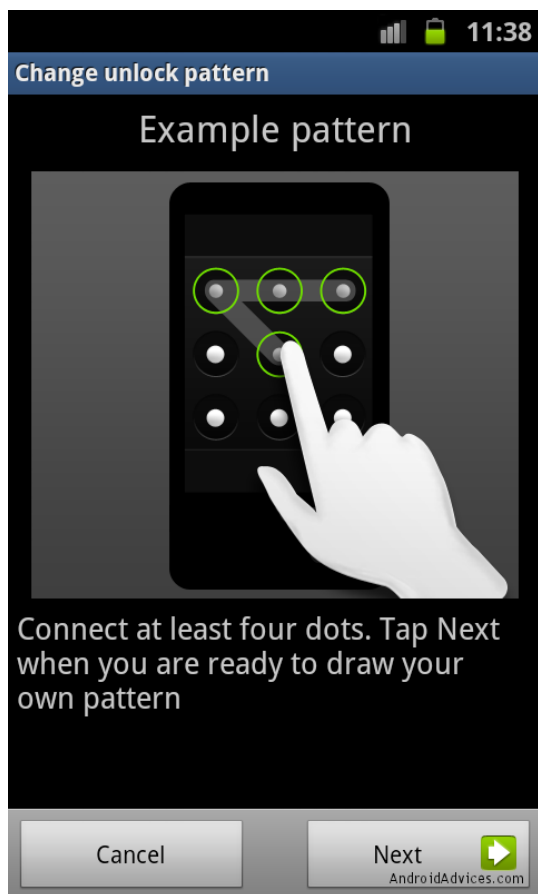 11:38
Change unlock pattern
Example pattern
Connect at least four dots. Tap Next
when you are ready to draw your
own pattern
Cancel
Next
AndroidAdvices.com